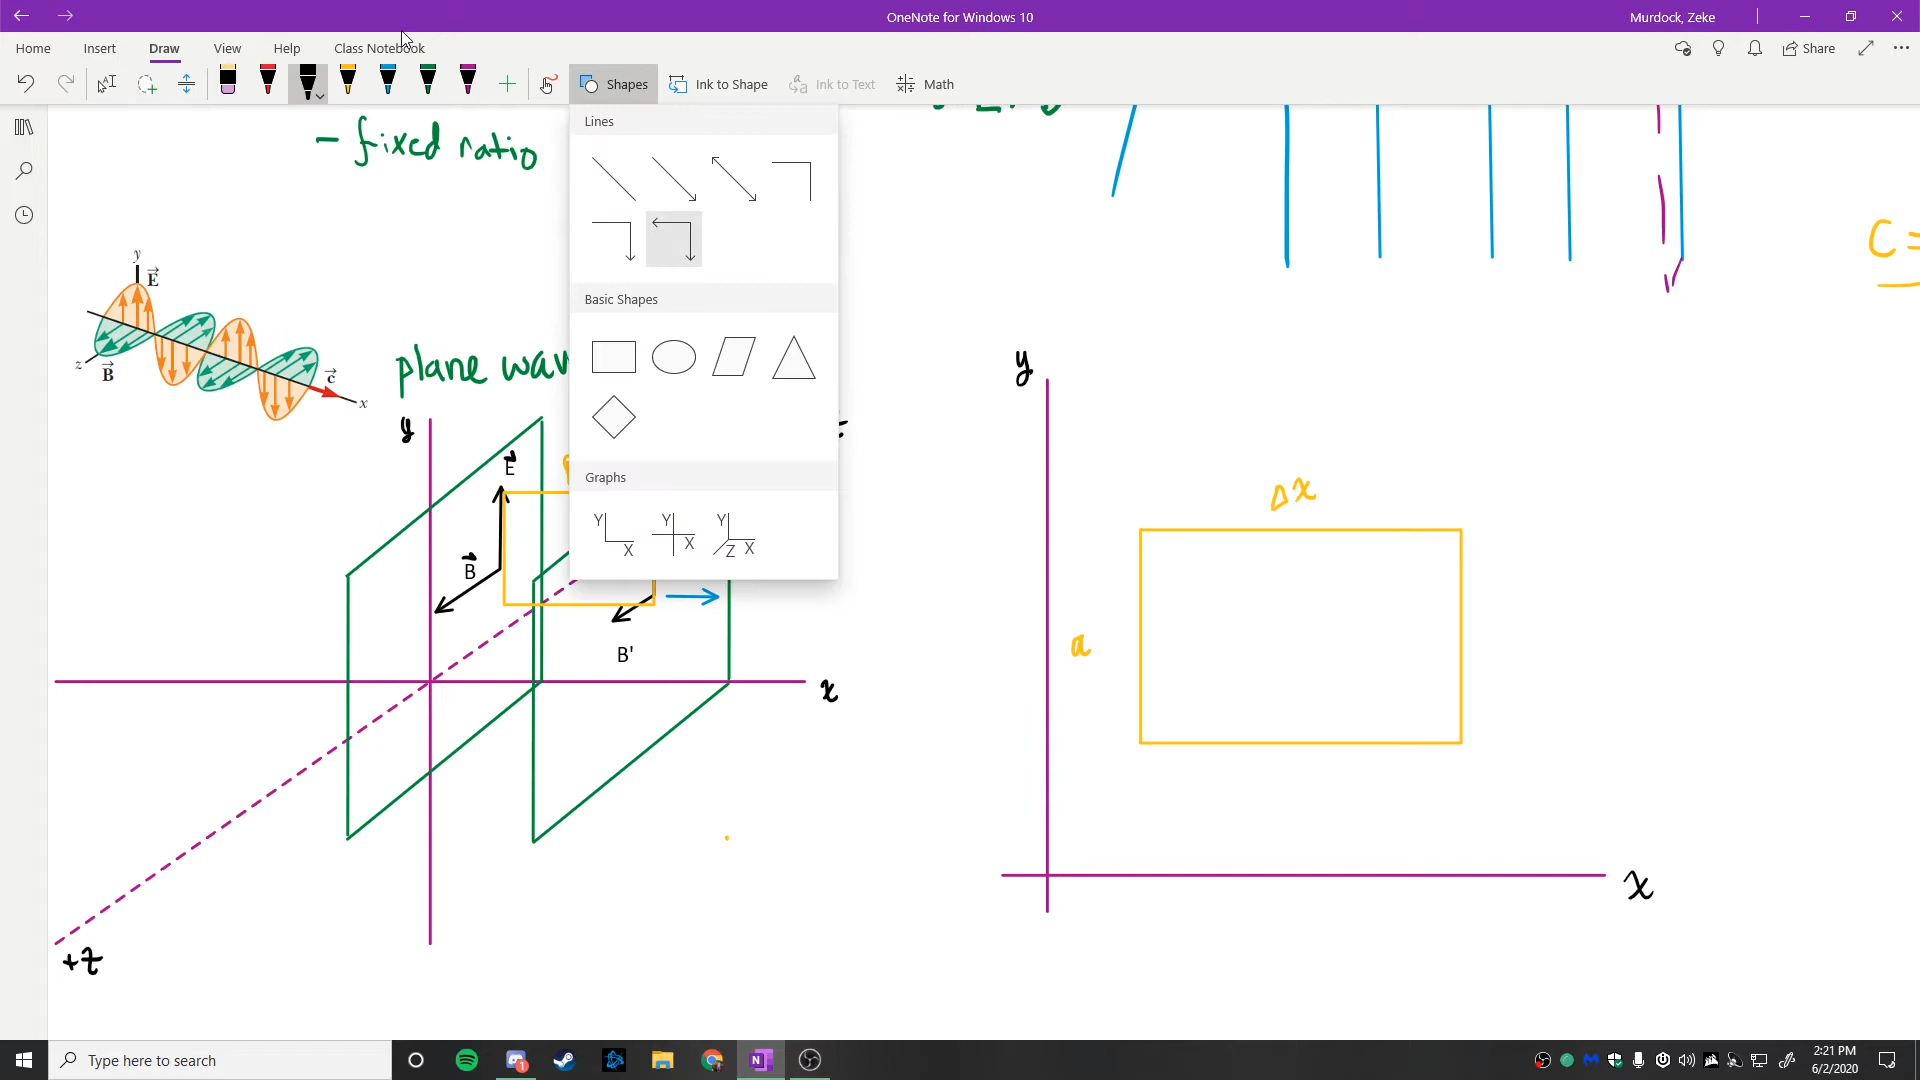 OneNote for Windows 10
Murdock, Zeke
Home Insert Draw View Help Class Notebook
Share
Shapes Ink to Shape Ink to Text Math
Lines
- fixed ratio
Basic Shapes
Graphs
Y X
Y X
Y Z X
y
E
z
B
c
x
plane wav
y
E
B
B'
x
+z
C =
y
Δx
a
x
Type here to search
1
2:21 PM
6/2/2020